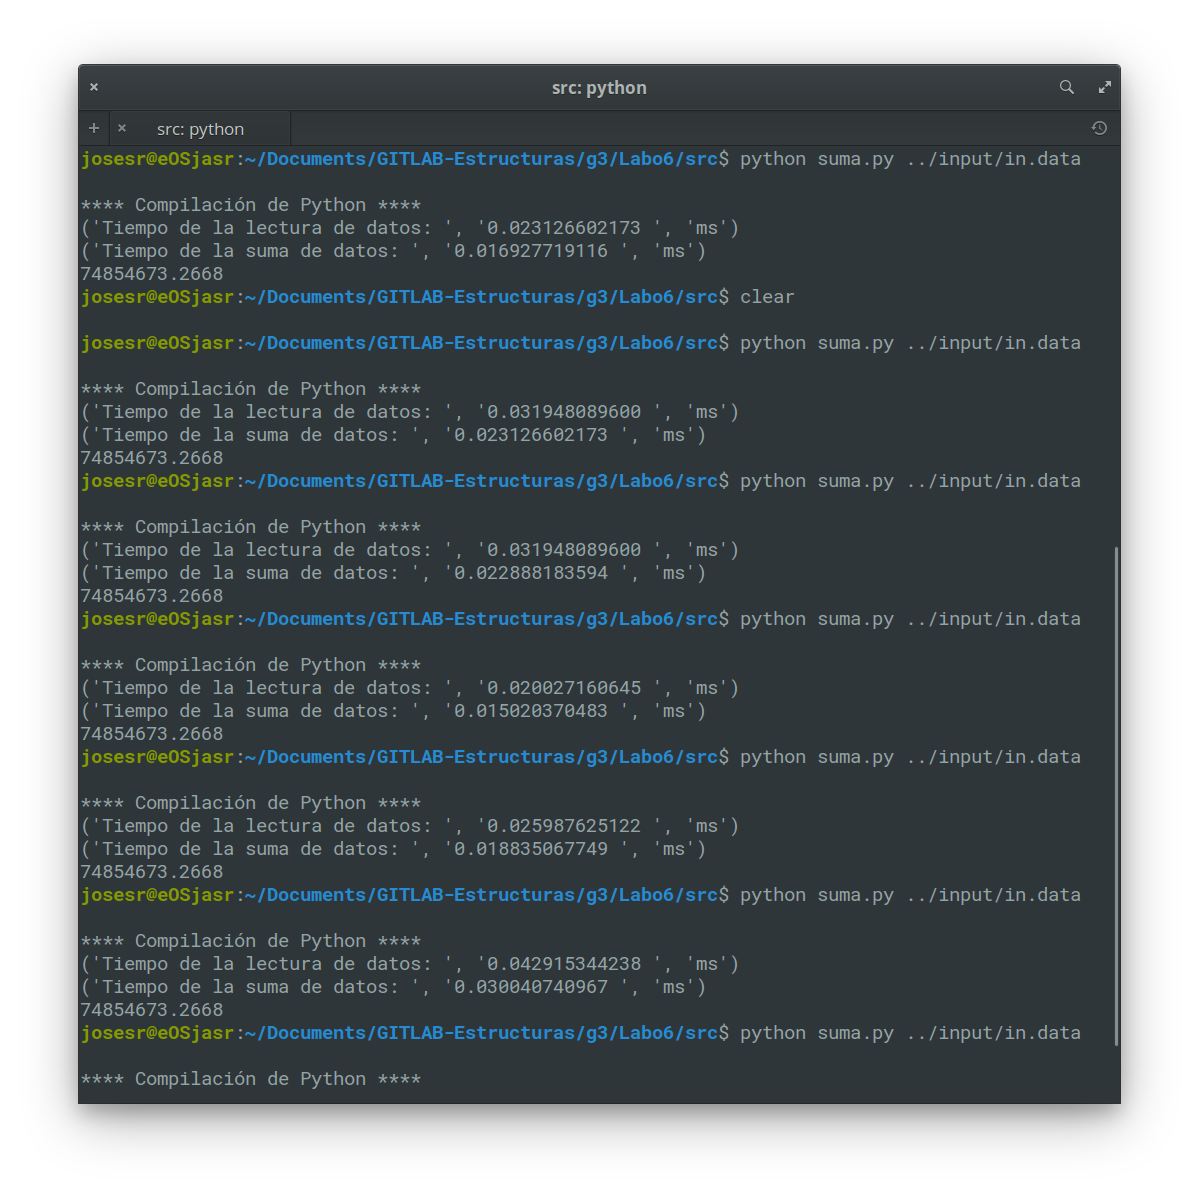 src: python
src: python
josesr@eOSjasr:~/Documents/GITLAB-Estructuras/g3/Labo6/src$ python suma.py ../input/in.data
**** Compilación de Python ****
('Tiempo de la lectura de datos: ', '0.023126602173 ', 'ms')
('Tiempo de la suma de datos: ', '0.016927719116 ', 'ms')
74854673.2668
josesr@eOSjasr:~/Documents/GITLAB-Estructuras/g3/Labo6/src$ clear
josesr@eOSjasr:~/Documents/GITLAB-Estructuras/g3/Labo6/src$ python suma.py ../input/in.data
**** Compilación de Python ****
('Tiempo de la lectura de datos: ', '0.031948089600 ', 'ms')
('Tiempo de la suma de datos: ', '0.023126602173 ', 'ms')
74854673.2668
josesr@eOSjasr:~/Documents/GITLAB-Estructuras/g3/Labo6/src$ python suma.py ../input/in.data
**** Compilación de Python ****
('Tiempo de la lectura de datos: ', '0.031948089600 ', 'ms')
('Tiempo de la suma de datos: ', '0.022888183594 ', 'ms')
74854673.2668
josesr@eOSjasr:~/Documents/GITLAB-Estructuras/g3/Labo6/src$ python suma.py ../input/in.data
**** Compilación de Python ****
('Tiempo de la lectura de datos: ', '0.020027160645 ', 'ms')
('Tiempo de la suma de datos: ', '0.015020370483 ', 'ms')
74854673.2668
josesr@eOSjasr:~/Documents/GITLAB-Estructuras/g3/Labo6/src$ python suma.py ../input/in.data
**** Compilación de Python ****
('Tiempo de la lectura de datos: ', '0.025987625122 ', 'ms')
('Tiempo de la suma de datos: ', '0.018835067749 ', 'ms')
74854673.2668
josesr@eOSjasr:~/Documents/GITLAB-Estructuras/g3/Labo6/src$ python suma.py ../input/in.data
**** Compilación de Python ****
('Tiempo de la lectura de datos: ', '0.042915344238 ', 'ms')
('Tiempo de la suma de datos: ', '0.030040740967 ', 'ms')
74854673.2668
josesr@eOSjasr:~/Documents/GITLAB-Estructuras/g3/Labo6/src$ python suma.py ../input/in.data
**** Compilación de Python ****